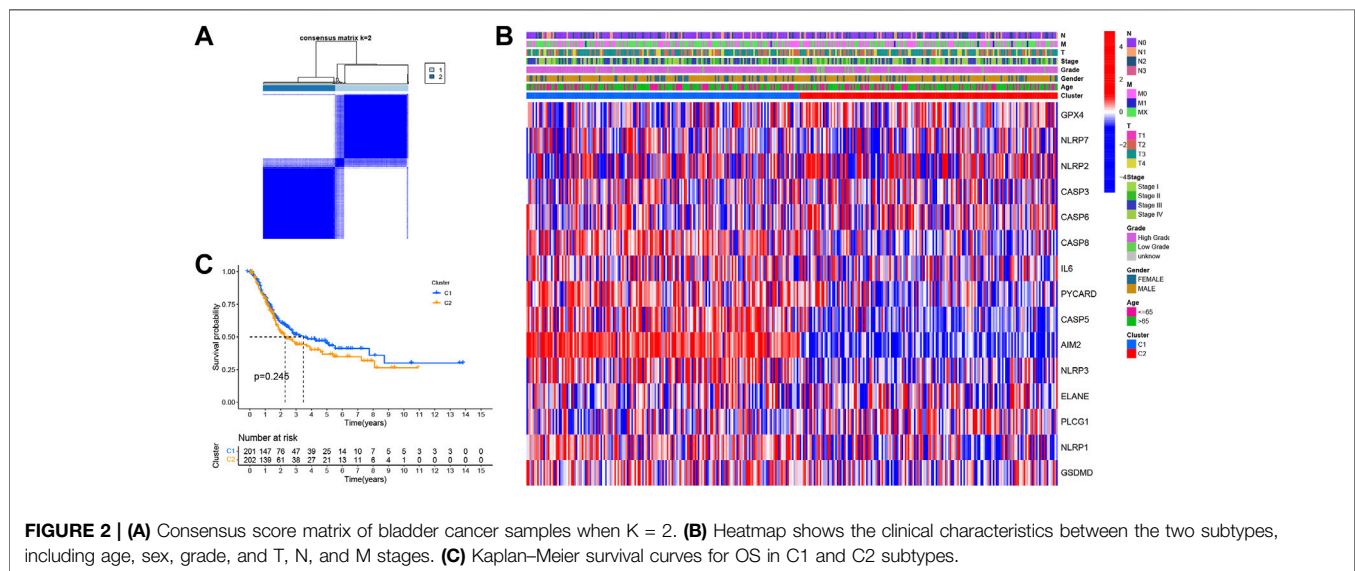 A
consensus matrix k=2
1
2
B
N
M
T
Stage
Grade
Gender
Age
Cluster
GPX4
NLRP7
NLRP2
CASP3
CASP6
CASP8
IL6
PYCARD
CASP5
AIM2
NLRP3
ELANE
PLCG1
NLRP1
GSDMD
4
2
0
−2
−4
N
N0
N1
N2
N3
M
M0
M1
MX
T
T1
T2
T3
T4
Stage
Stage I
Stage II
Stage III
Stage IV
Grade
High Grade
Low Grade
unknow
Gender
FEMALE
MALE
Age
<=65
>65
Cluster
C1
C2
C
Cluster
C1
C2
Survival probability
1.00
0.75
0.50
0.25
0.00
p=0.245
0 1 2 3 4 5 6 7 8 9 10 11 12 13 14 15
Time(years)
Number at risk
Cluster
C1 201 147 76 47 39 25 14 10 7 5 5 3 3 3 0 0
C2 202 139 61 38 27 21 13 11 6 4 1 0 0 0 0 0
0 1 2 3 4 5 6 7 8 9 10 11 12 13 14 15
Time(years)
FIGURE 2 | (A) Consensus score matrix of bladder cancer samples when K = 2. (B) Heatmap shows the clinical characteristics between the two subtypes,
including age, sex, grade, and T, N, and M stages. (C) Kaplan–Meier survival curves for OS in C1 and C2 subtypes.